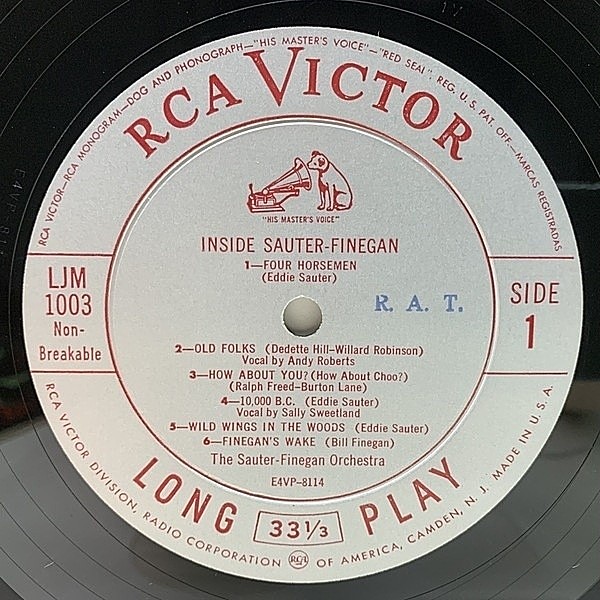 RCA VICTOR—RCA MONOGRAM—DOG AND PHONOGRAPH—"HIS MASTER'S VOICE"—"RED SEAL". REG. U.S. PAT. OFF.—MARCAS REGISTRADAS
RCA VICTOR
"HIS MASTER'S VOICE"
INSIDE SAUTER-FINEGAN
1—FOUR HORSEMEN
(Eddie Sauter)
LJM
1003
Non-
Breakable
R. A. T.
SIDE
1
2—OLD FOLKS (Dedette Hill–Willard Robinson)
Vocal by Andy Roberts
3—HOW ABOUT YOU? (How About Choo?)
(Ralph Freed–Burton Lane)
4—10,000 B.C. (Eddie Sauter)
Vocal by Sally Sweetland
5—WILD WINGS IN THE WOODS (Eddie Sauter)
6—FINEGAN'S WAKE (Bill Finegan)
The Sauter-Finegan Orchestra
E4VP–8114
LONG 33⅓ PLAY
RCA VICTOR DIVISION, RADIO CORPORATION RCA OF AMERICA, CAMDEN, N. J. MADE IN U. S. A.